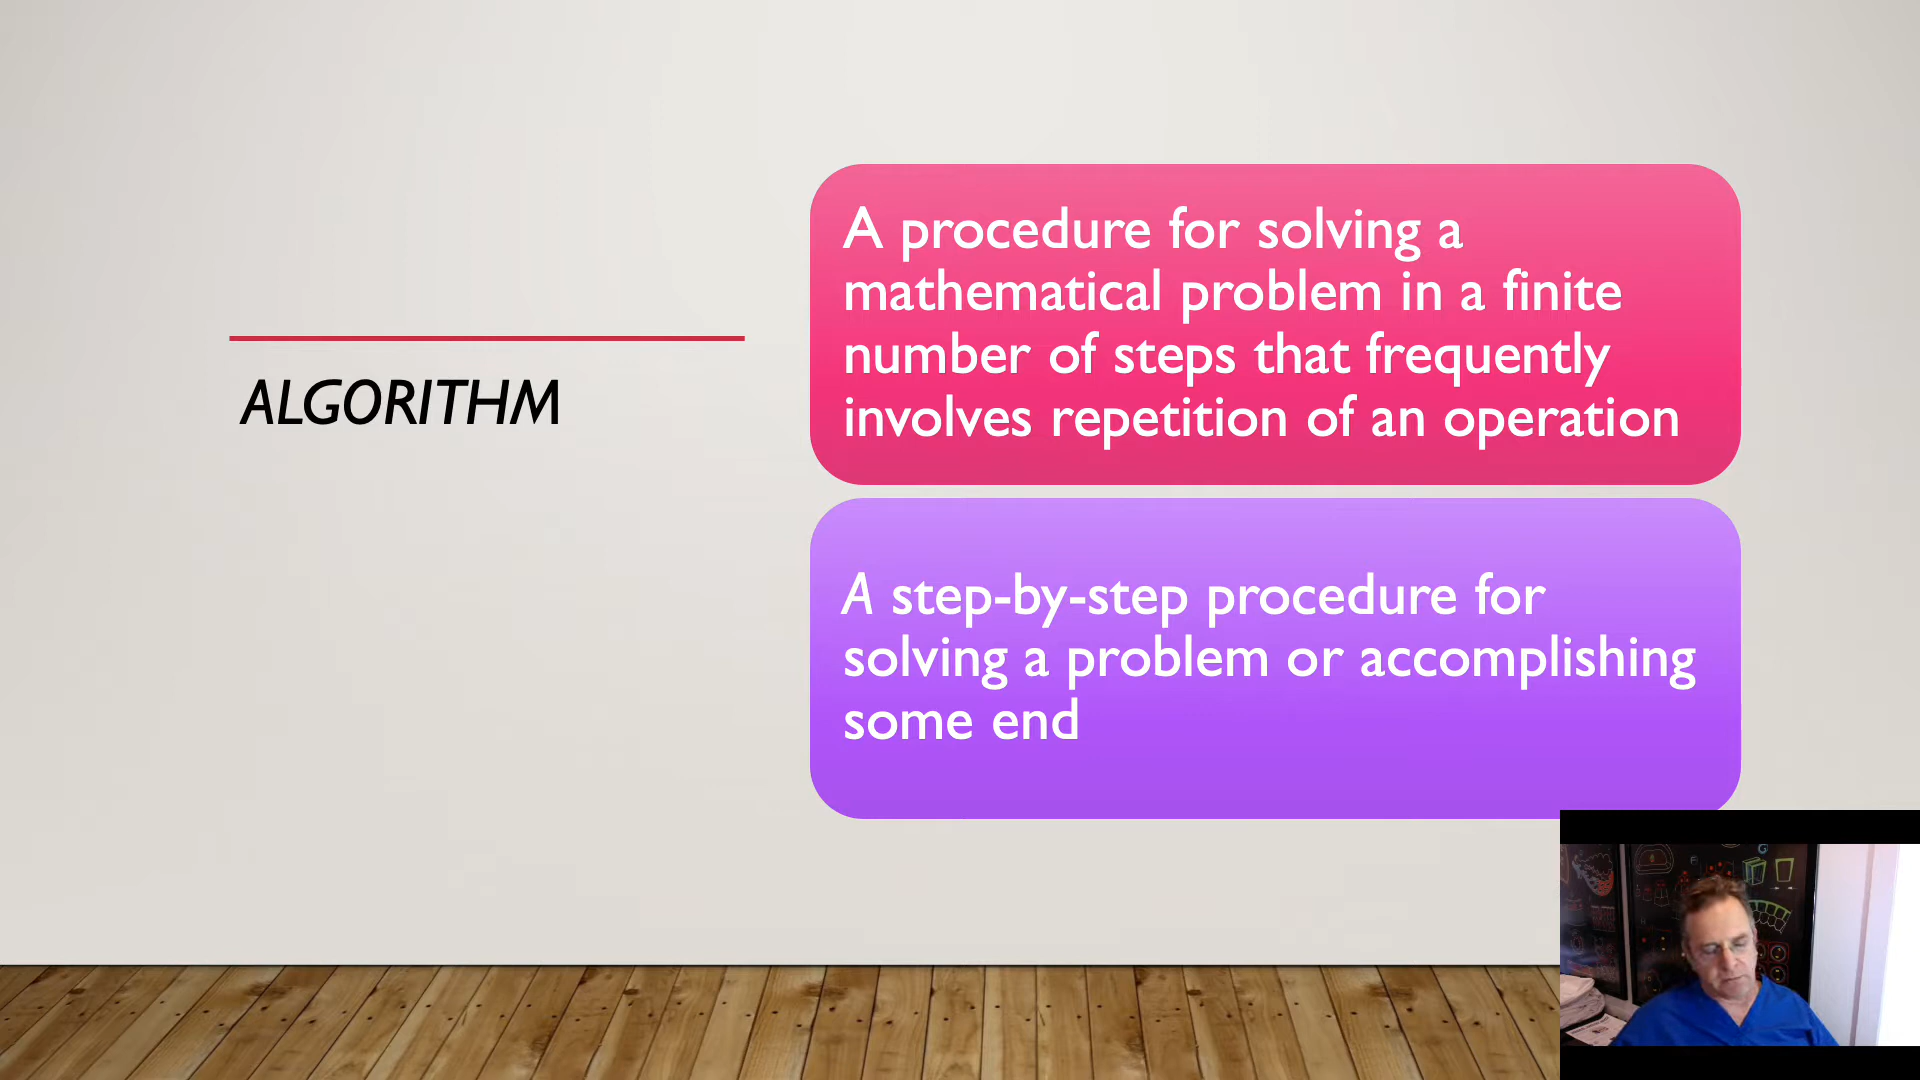 ALGORITHM
A procedure for solving a
mathematical problem in a finite
number of steps that frequently
involves repetition of an operation
A step-by-step procedure for
solving a problem or accomplishing
some end